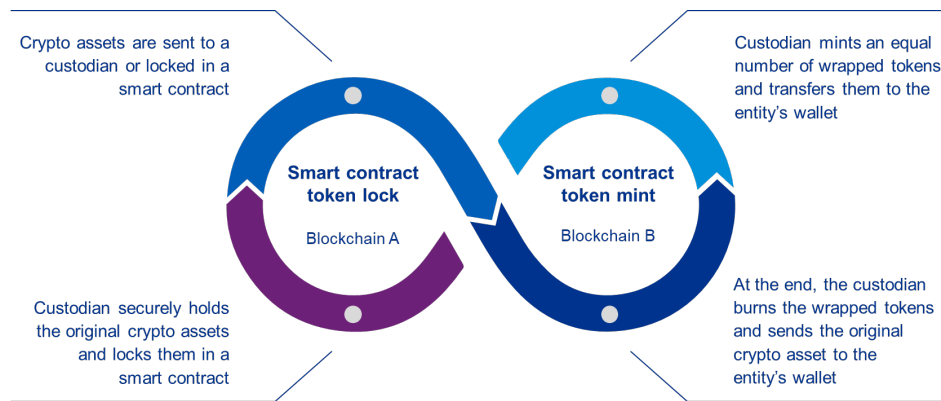 Crypto assets are sent to a
custodian or locked in a
smart contract
Custodian mints an equal
number of wrapped tokens
and transfers them to the
entity's wallet
Smart contract
token lock
Blockchain A
Smart contract
token mint
Blockchain B
Custodian securely holds
the original crypto assets
and locks them in a
smart contract
At the end, the custodian
burns the wrapped tokens
and sends the original
crypto asset to the
entity's wallet